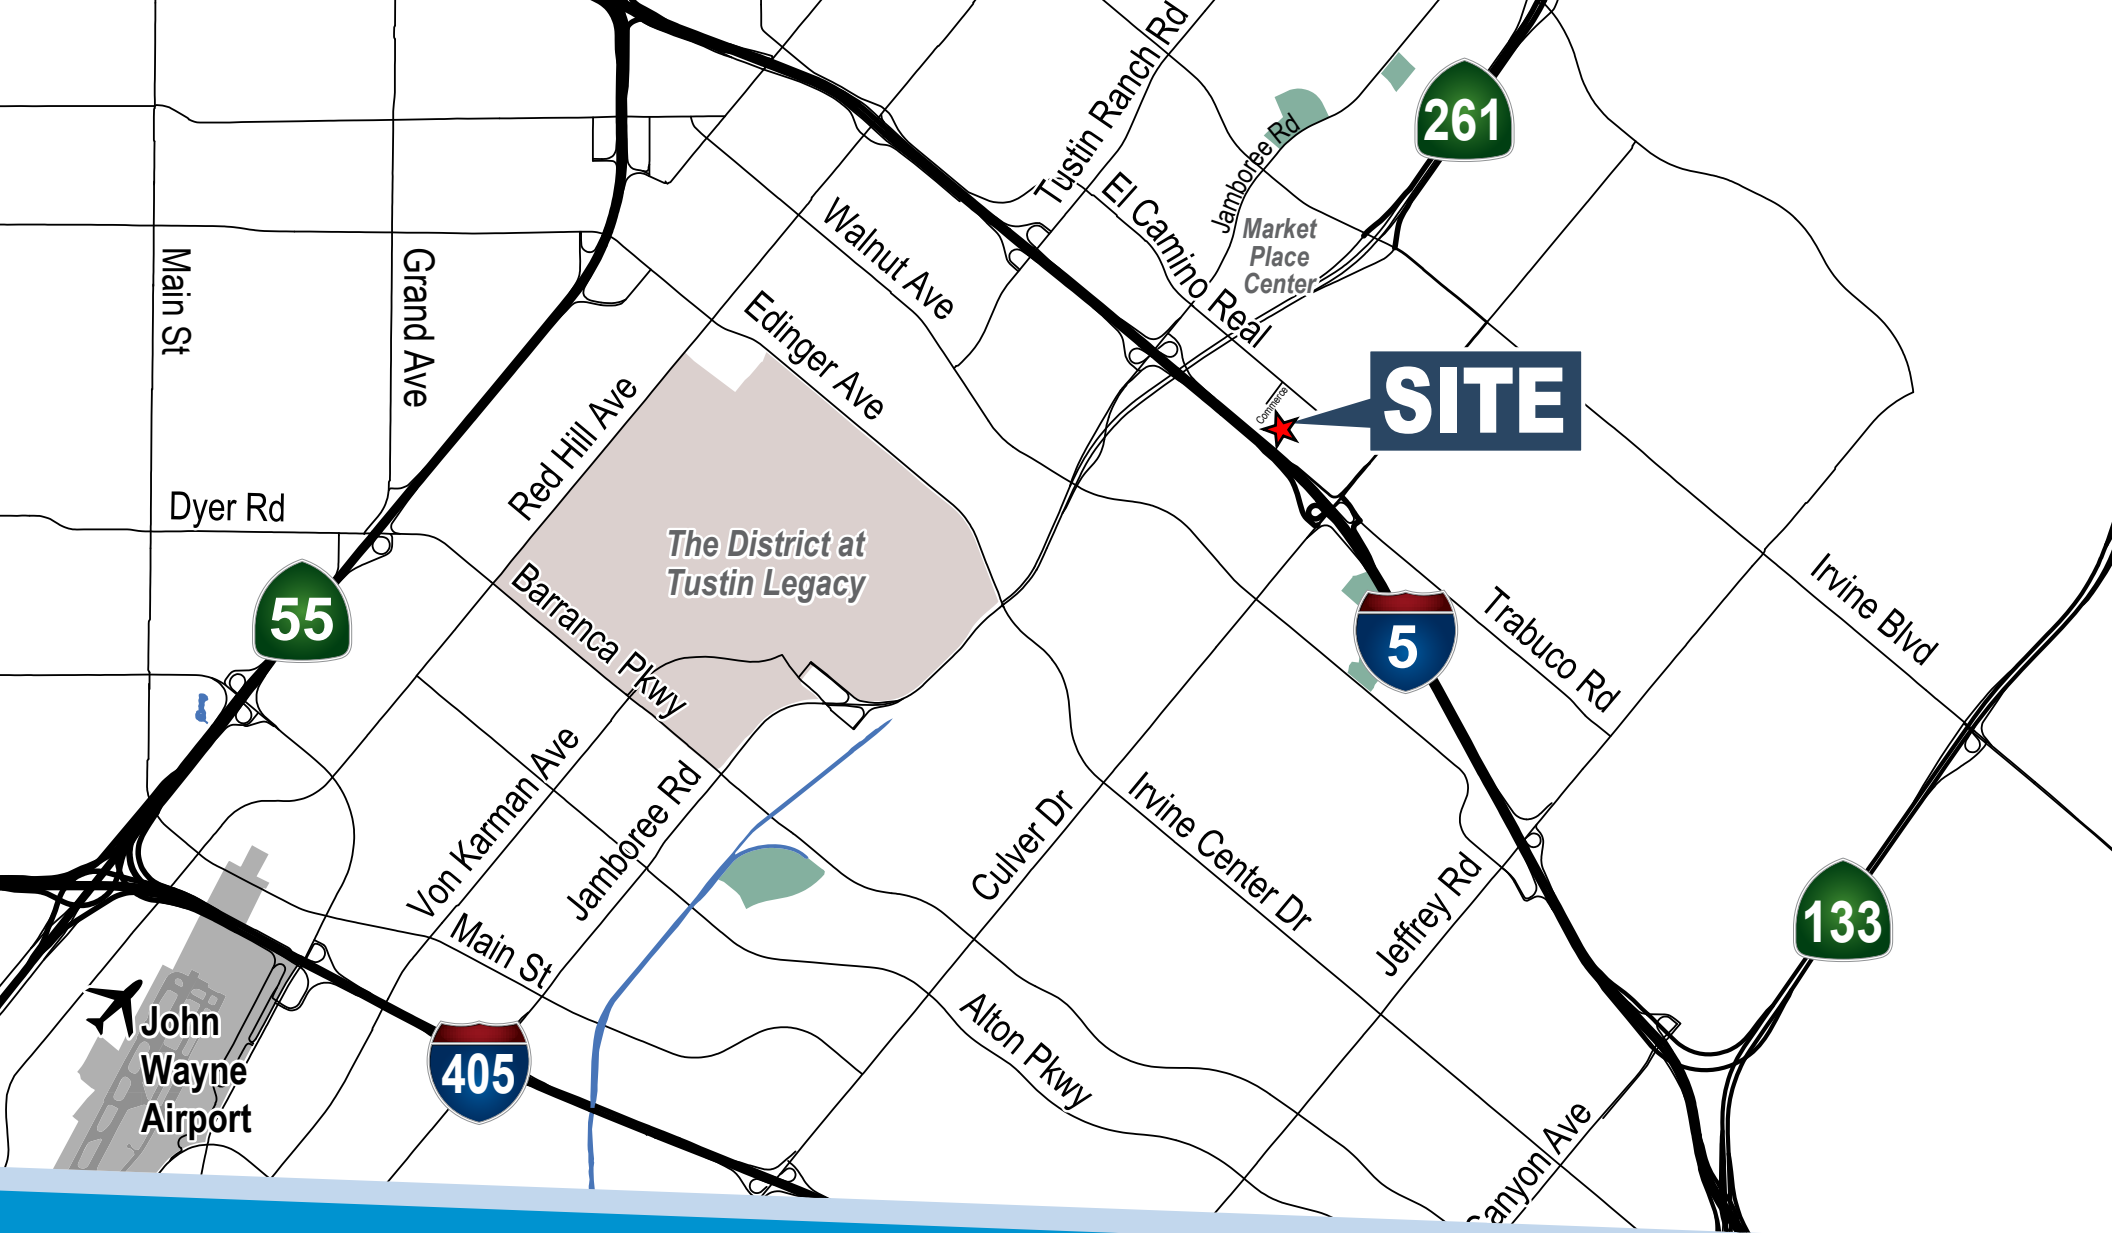 Tustin Ranch Rd
261
Jamboree Rd
El Camino Real
Market
Place
Center
Walnut Ave
Main St
Grand Ave
Edinger Ave
Red Hill Ave
Commerce
SITE
Dyer Rd
The District at
Tustin Legacy
Barranca Pkwy
55
5
Trabuco Rd
Irvine Blvd
Von Karman Ave
Jamboree Rd
Culver Dr
Irvine Center Dr
Jeffrey Rd
133
Main St
John
Wayne
Airport
405
Alton Pkwy
Canyon Ave